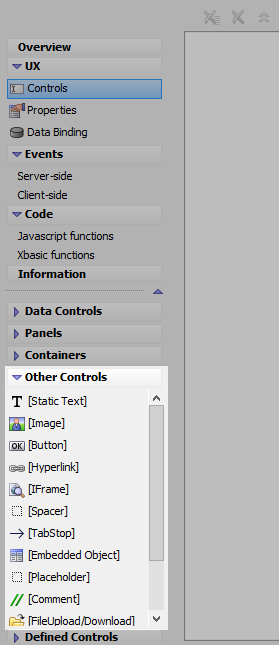 Overview
UX
Controls
Properties
Data Binding
Events
Server-side
Client-side
Code
Javascript functions
Xbasic functions
Information
Data Controls
Panels
Containers
Other Controls
T [Static Text]
[Image]
OK [Button]
[Hyperlink]
[IFrame]
[Spacer]
[TabStop]
[Embedded Object]
[Placeholder]
// [Comment]
[FileUpload/Download]
Defined Controls